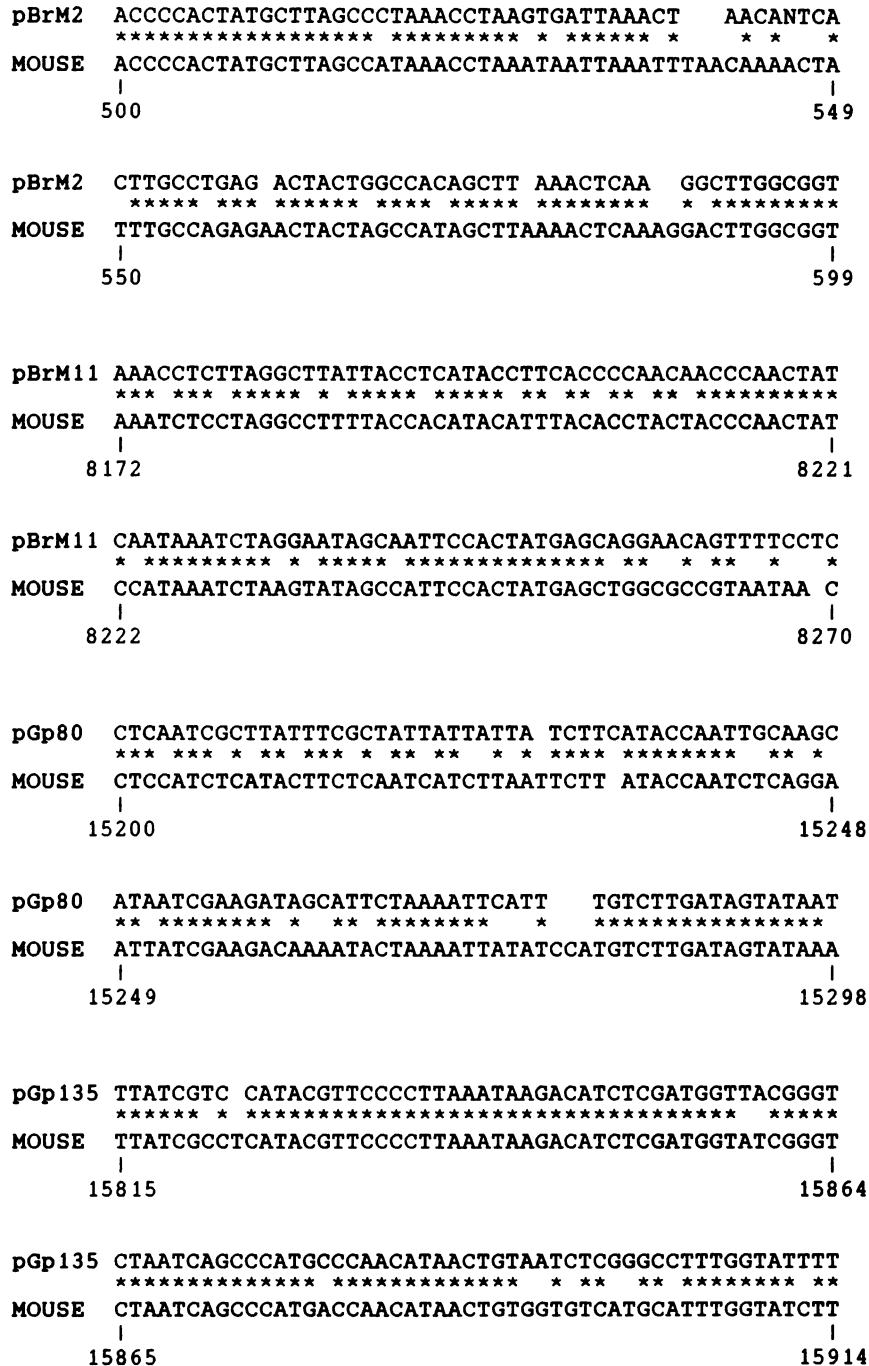 pBrM2 ACCCCACTATGCTTAGCCCTAAACCTAAGTGATTAAACT   AACANTCA
****************** ********* * ****** *    * *   *
MOUSE ACCCCACTATGCTTAGCCATAAACCTAAATAATTAAATTTAACAAAACTA
| |
500 549
pBrM2 CTTGCCTGAG ACTACTGGCCACAGCTT AAACTCAA  GGCTTGGCGGT
***** *** ****** **** ***** ********  * *********
MOUSE TTTGCCAGAGAACTACTAGCCATAGCTTAAAACTCAAAGGACTTGGCGGT
| |
550 599
pBrM11 AAACCTCTTAGGCTTATTACCTCATACCTTCACCCCAACAACCCAACTAT
*** *** ***** * ***** ***** ** ** ** ** **********
MOUSE AAATCTCCTAGGCCTTTTACCACATACATTTACACCTACTACCCAACTAT
| |
8172 8221
pBrM11 CAATAAATCTAGGAATAGCAATTCCACTATGAGCAGGAACAGTTTTCCTC
* ********* * ***** ************** **  * **  *   *
MOUSE CCATAAATCTAAGTATAGCCATTCCACTATGAGCTGGCGCCGTAATAA C
| |
8222 8270
pGp80 CTCAATCGCTTATTTCGCTATTATTATTA TCTTCATACCAATTGCAAGC
*** *** * ** *** * ** **  * * **** ********  ** *
MOUSE CTCCATCTCATACTTCTCAATCATCTTAATTCTT ATACCAATCTCAGGA
| |
15200 15248
pGp80 ATAATCGAAGATAGCATTCTAAAATTCATT   TGTCTTGATAGTATAAT
** ******** *  ** ********   *   ****************
MOUSE ATTATCGAAGACAAAATACTAAAATTATATCCATGTCTTGATAGTATAAA
| |
15249 15298
pGp135 TTATCGTC CATACGTTCCCCTTAAATAAGACATCTCGATGGTTACGGGT
****** * **********************************  *****
MOUSE TTATCGCCTCATACGTTCCCCTTAAATAAGACATCTCGATGGTATCGGGT
| |
15815 15864
pGp135 CTAATCAGCCCATGCCCAACATAACTGTAATCTCGGGCCTTTGGTATTTT
************** *************  * **  ** ******** **
MOUSE CTAATCAGCCCATGACCAACATAACTGTGGTGTCATGCATTTGGTATCTT
| |
15865 15914